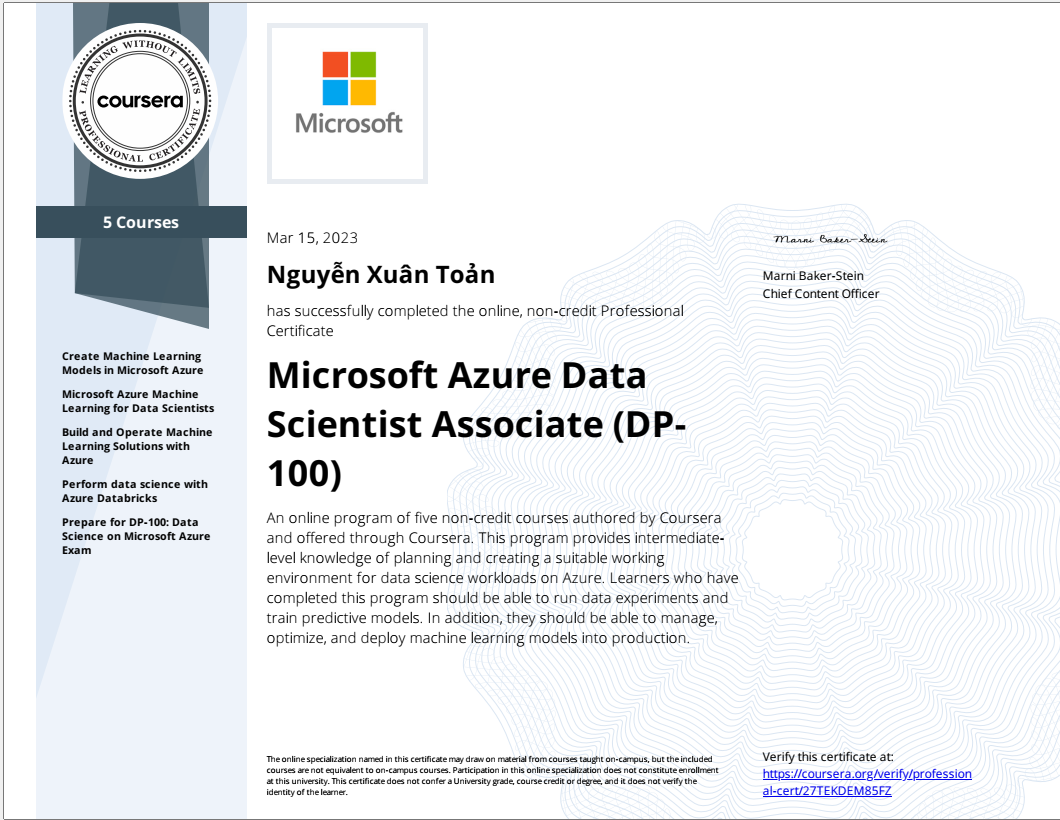 LEARNING WITHOUT LIMITS
coursera
PROFESSIONAL CERTIFICATE
5 Courses
Create Machine Learning
Models in Microsoft Azure
Microsoft Azure Machine
Learning for Data Scientists
Build and Operate Machine
Learning Solutions with
Azure
Perform data science with
Azure Databricks
Prepare for DP-100: Data
Science on Microsoft Azure
Exam
Microsoft
Mar 15, 2023
Nguyễn Xuân Toản
has successfully completed the online, non-credit Professional
Certificate
Microsoft Azure Data
Scientist Associate (DP-
100)
An online program of five non-credit courses authored by Coursera
and offered through Coursera. This program provides intermediate-
level knowledge of planning and creating a suitable working
environment for data science workloads on Azure. Learners who have
completed this program should be able to run data experiments and
train predictive models. In addition, they should be able to manage,
optimize, and deploy machine learning models into production.
The online specialization named in this certificate may draw on material from courses taught on-campus, but the included
courses are not equivalent to on-campus courses. Participation in this online specialization does not constitute enrollment
at this university. This certificate does not confer a University grade, course credit or degree, and it does not verify the
identity of the learner.
Marni Baker-Stein
Marni Baker-Stein
Chief Content Officer
Verify this certificate at:
https://coursera.org/verify/profession
al-cert/27TEKDEM85FZ